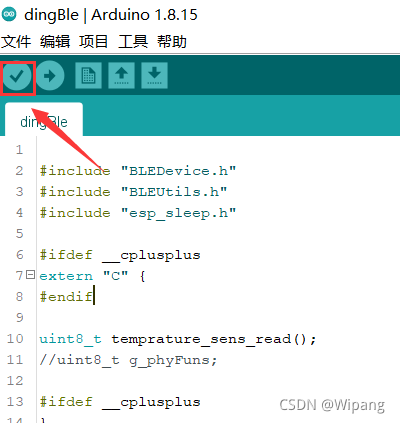 dingBle | Arduino 1.8.15
文件 编辑 项目 工具 帮助
dingBle
1
2 #include "BLEDevice.h"
3 #include "BLEUtils.h"
4 #include "esp_sleep.h"
5
6 #ifdef __cplusplus
7 extern "C" {
8 #endif
9
10 uint8_t temprature_sens_read();
11 //uint8_t g_phyFuns;
12
13 #ifdef __cplusplus
14 }
CSDN @Wipang